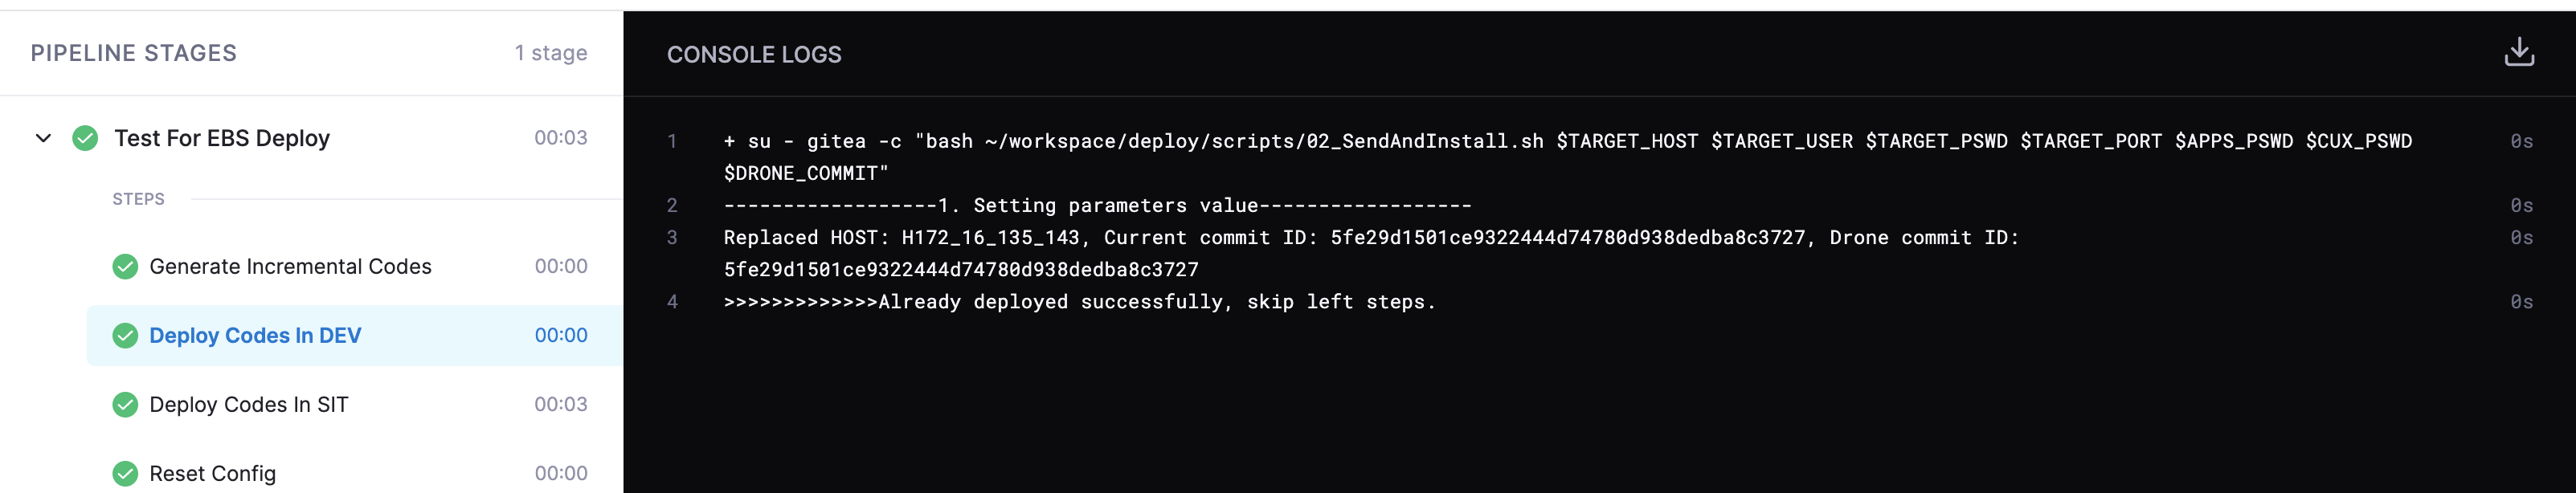 PIPELINE STAGES
1 stage
Test For EBS Deploy
00:03
STEPS
Generate Incremental Codes
00:00
Deploy Codes In DEV
00:00
Deploy Codes In SIT
00:03
Reset Config
00:00
CONSOLE LOGS
1 + su - gitea -c "bash ~/workspace/deploy/scripts/02_SendAndInstall.sh $TARGET_HOST $TARGET_USER $TARGET_PSWD $TARGET_PORT $APPS_PSWD $CUX_PSWD 0s
$DRONE_COMMIT"
2 ------------------1. Setting parameters value------------------ 0s
3 Replaced HOST: H172_16_135_143, Current commit ID: 5fe29d1501ce9322444d74780d938dedba8c3727, Drone commit ID: 0s
5fe29d1501ce9322444d74780d938dedba8c3727
4 >>>>>>>>>>>>>Already deployed successfully, skip left steps. 0s